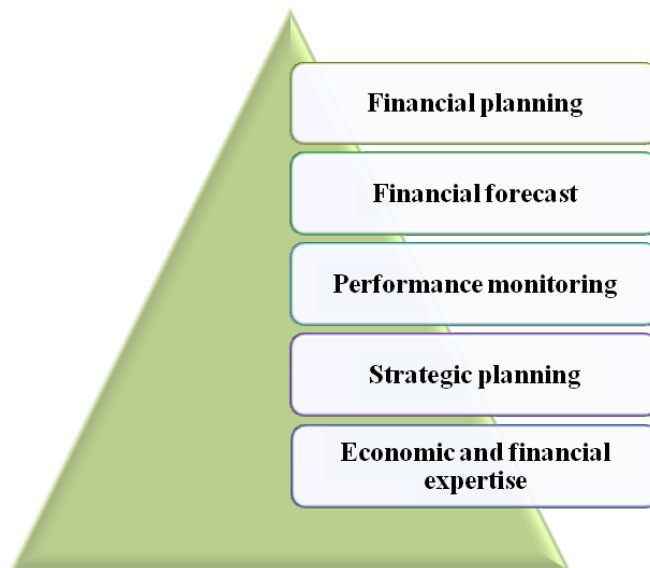 Financial planning
Financial forecast
Performance monitoring
Strategic planning
Economic and financial
expertise